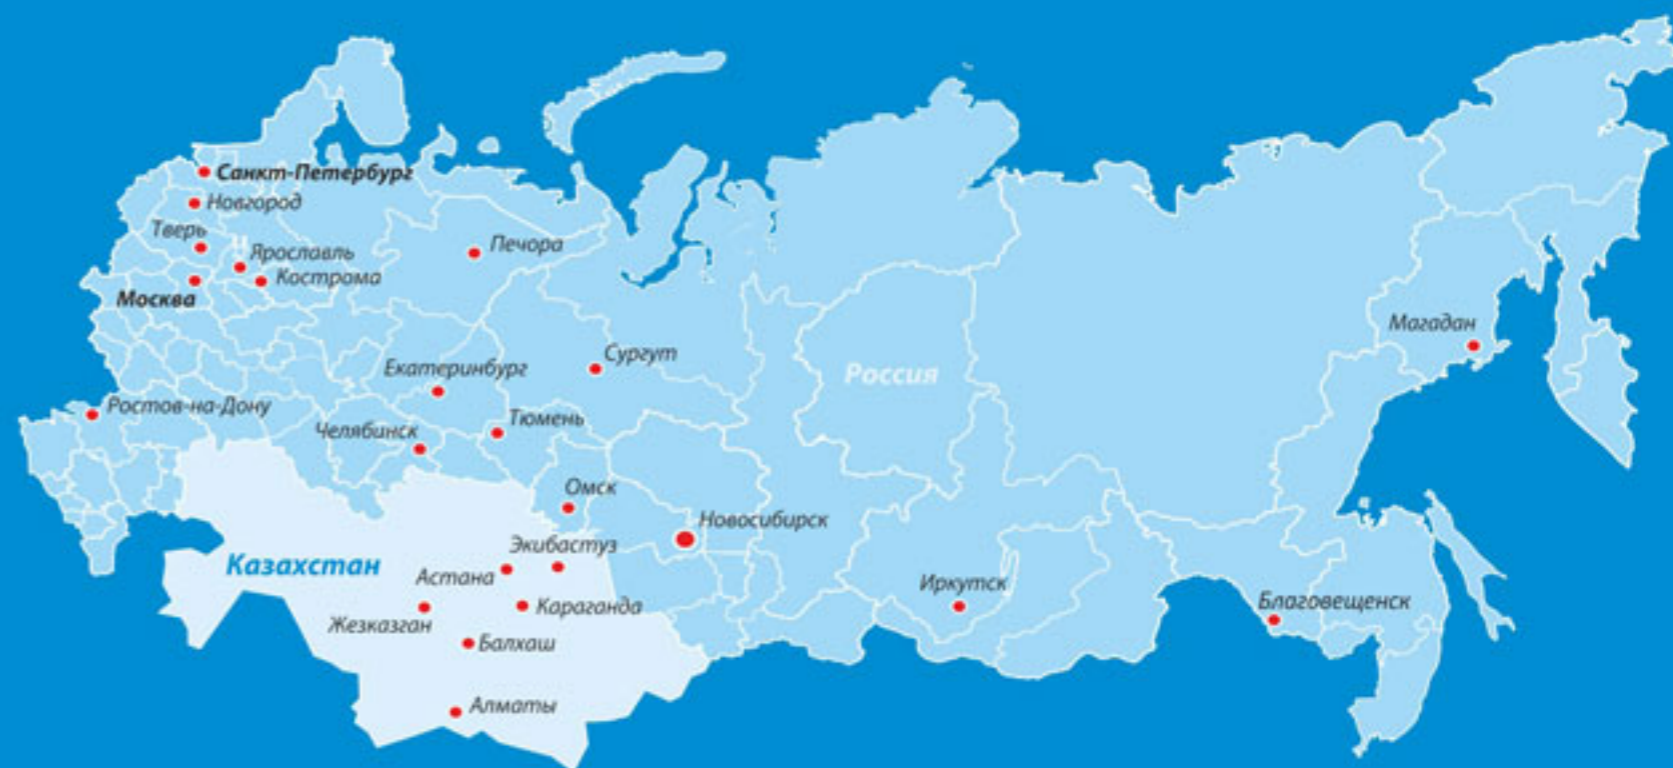 Санкт-Петербург
Новгород
Тверь
Ярославль
Печора
Кострома
Москва
Магадан
Сургут
Екатеринбург
Россия
Ростов-на-Дону
Тюмень
Челябинск
Омск
Новосибирск
Экибастуз
Казахстан
Астана
Иркутск
Караганда
Благовещенск
Жезказган
Балхаш
Алматы